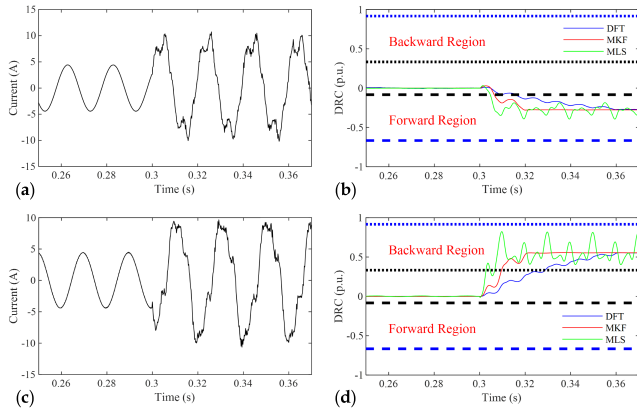 (a)
15
10
5
0
-5
-10
-15
Current (A)
0.26
0.28
0.3
0.32
0.34
0.36
Time (s)
(b)
1
0.5
0
-0.5
-1
DRC (p.u.)
Backward Region
Forward Region
DFT
MKF
MLS
0.26
0.28
0.3
0.32
0.34
0.36
Time (s)
(c)
10
5
0
-5
-10
-15
Current (A)
0.26
0.28
0.3
0.32
0.34
0.36
Time (s)
(d)
1
0.5
0
0.5
1
DRC (p.u.)
Backward Region
Forward Region
DFT
MKF
MLS
0.26
0.28
0.3
0.32
0.34
0.36
Time (s)